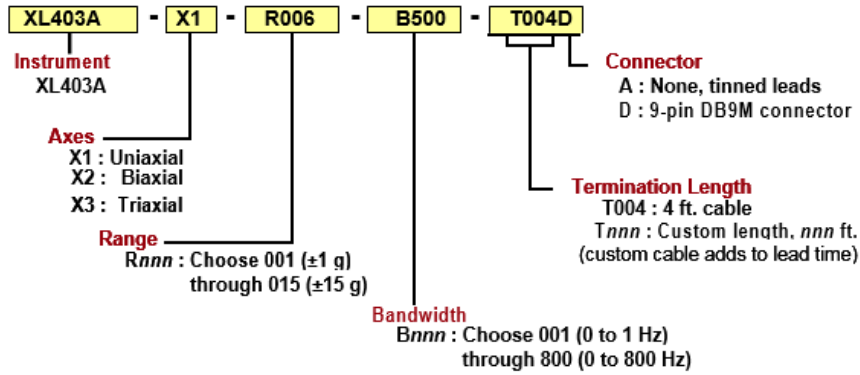 XL403A - X1 - R006 - B500 - T004D
Instrument
XL403A
Axes
X1 : Uniaxial
X2 : Biaxial
X3 : Triaxial
Range
Rnnn : Choose 001 (±1 g)
through 015 (±15 g)
Bandwidth
Bnnn : Choose 001 (0 to 1 Hz)
through 800 (0 to 800 Hz)
Connector
A : None, tinned leads
D : 9-pin DB9M connector
Termination Length
T004 : 4 ft. cable
Tnnn : Custom length, nnn ft.
(custom cable adds to lead time)